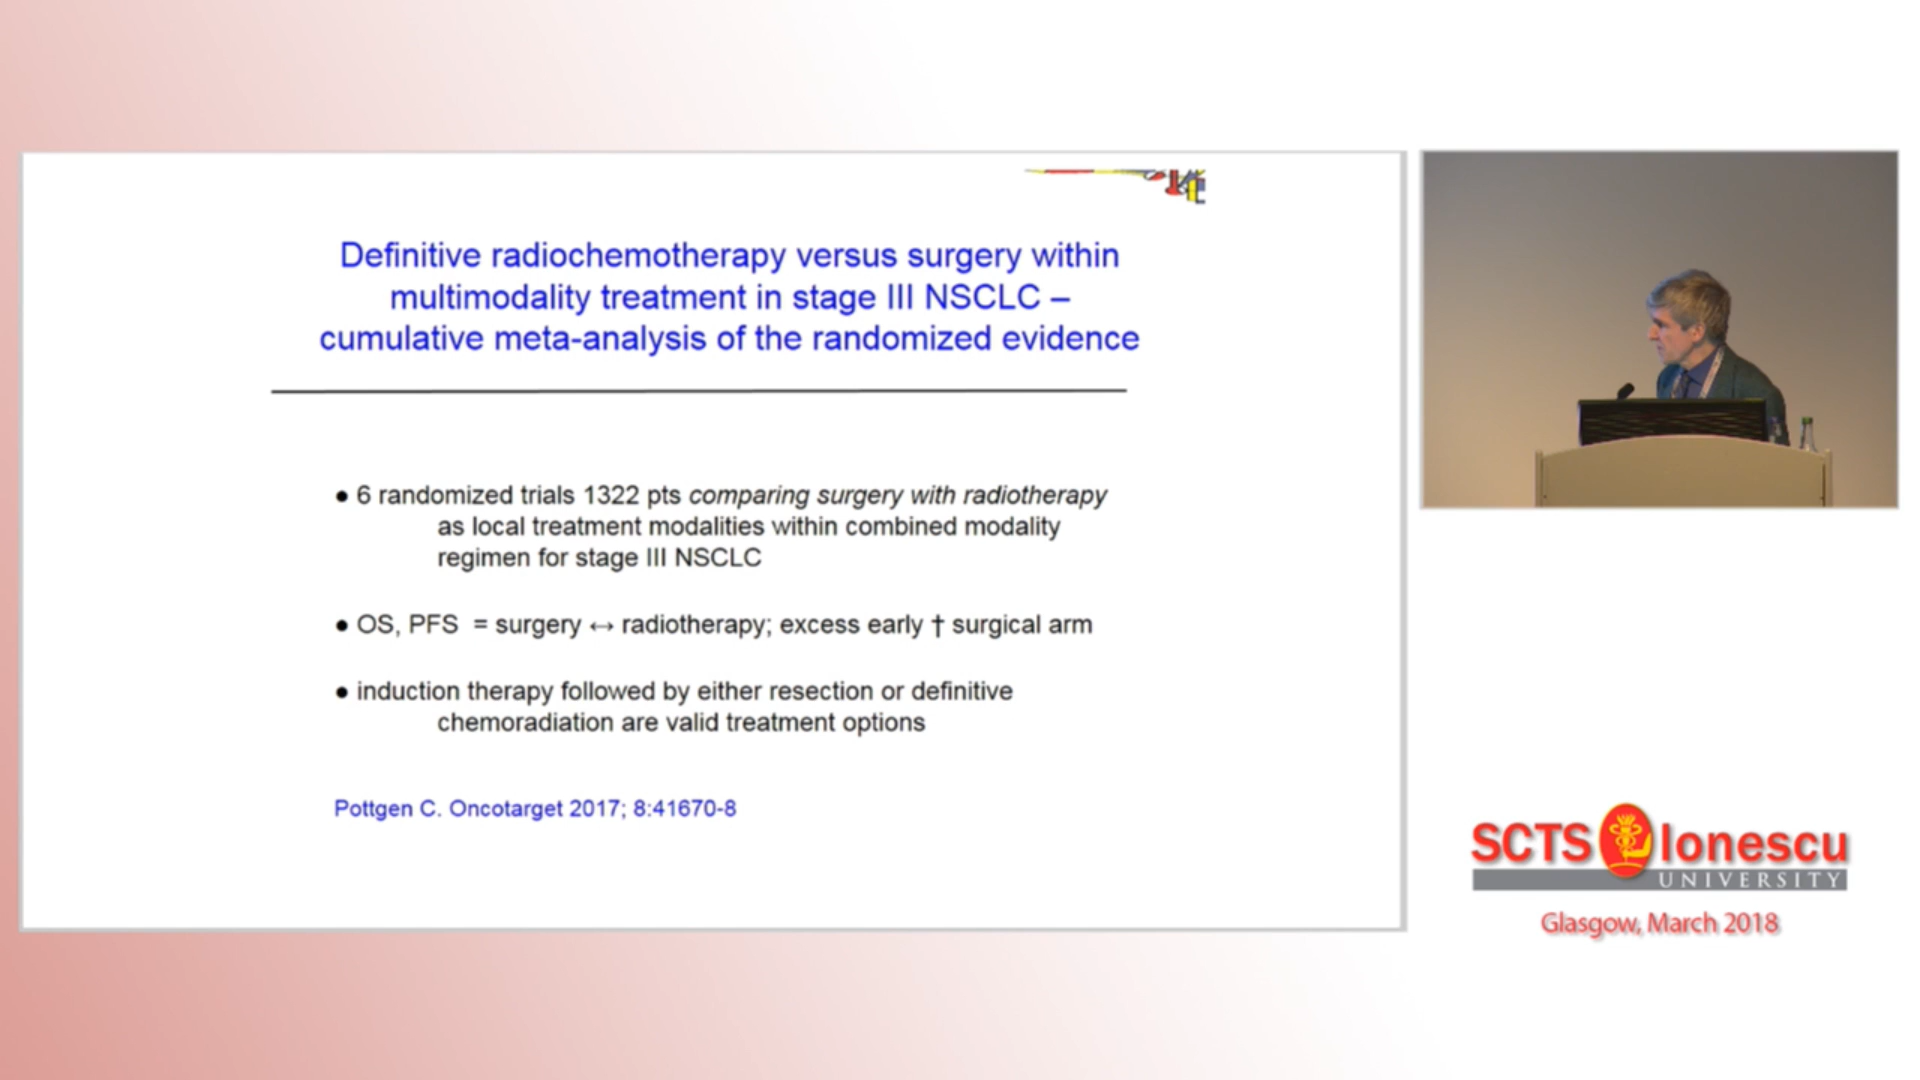 Definitive radiochemotherapy versus surgery within
multimodality treatment in stage III NSCLC –
cumulative meta-analysis of the randomized evidence
● 6 randomized trials 1322 pts comparing surgery with radiotherapy
as local treatment modalities within combined modality
regimen for stage III NSCLC
● OS, PFS = surgery ↔ radiotherapy; excess early † surgical arm
● induction therapy followed by either resection or definitive
chemoradiation are valid treatment options
Pottgen C. Oncotarget 2017; 8:41670-8
SCTS Ionescu
UNIVERSITY
Glasgow, March 2018